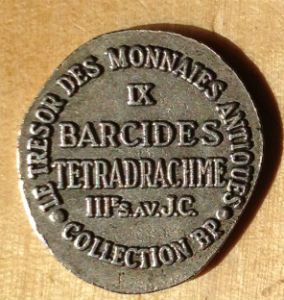 LE TRESOR DES MONNAIES ANTIQUES
IX
BARCIDES
TETRADRACHME
IIIᵉS.AV.J.C.
• COLLECTION BP •